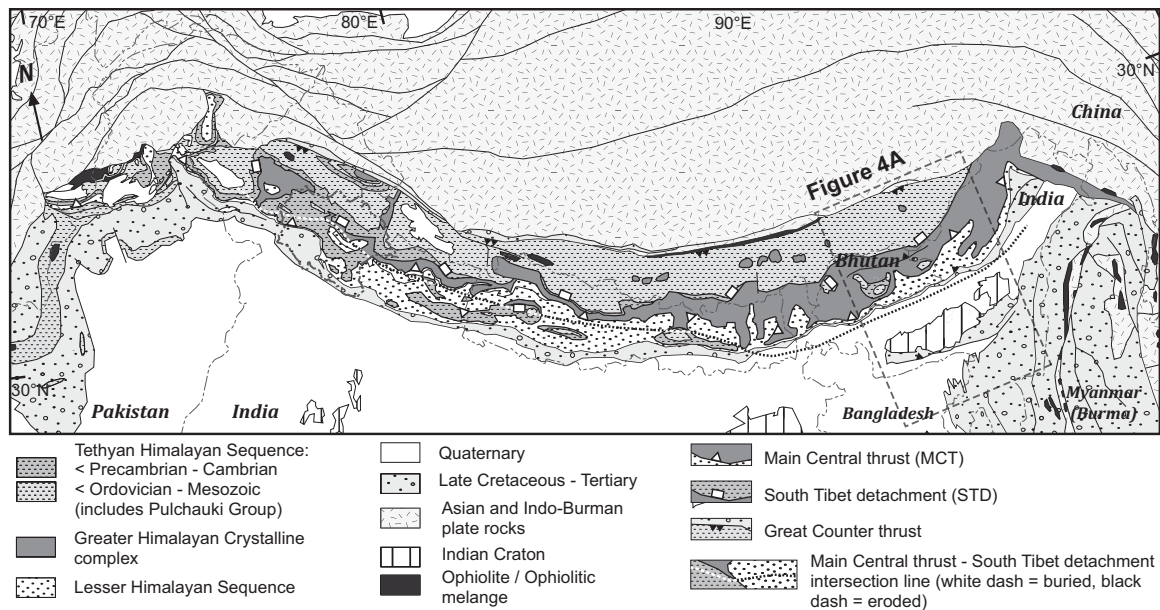 70°E
80°E
90°E
30°N
N
China
Figure 4A
India
Bhutan
30°N
Pakistan
India
Bangladesh
Myanmar
(Burma)
Tethyan Himalayan Sequence:
< Precambrian - Cambrian
< Ordovician - Mesozoic
(includes Pulchauki Group)
Greater Himalayan Crystalline
complex
Lesser Himalayan Sequence
Quaternary
Late Cretaceous - Tertiary
Asian and Indo-Burman
plate rocks
Indian Craton
Ophiolite / Ophiolitic
melange
Main Central thrust (MCT)
South Tibet detachment (STD)
Great Counter thrust
Main Central thrust - South Tibet detachment
intersection line (white dash = buried, black
dash = eroded)